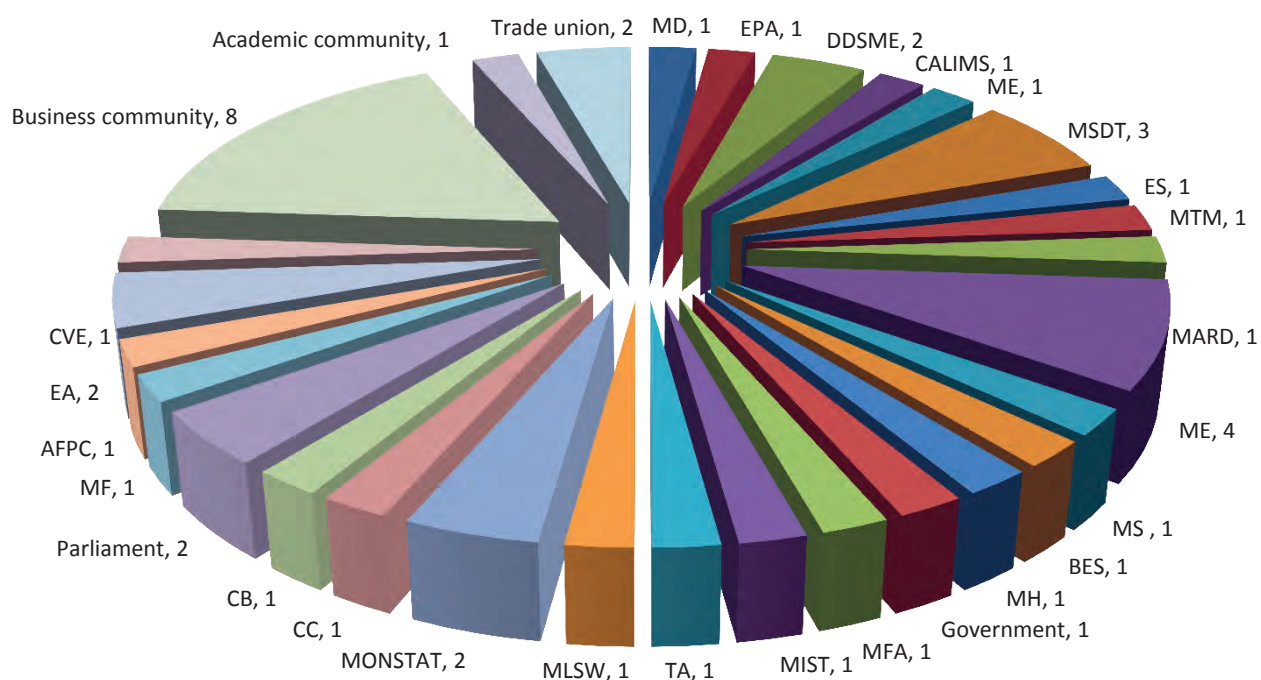 MD, 1
EPA, 1
DDSME, 2
CALIMS, 1
ME, 1
MSDT, 3
ES, 1
MTM, 1
MARD, 1
ME, 4
MS , 1
BES, 1
MH, 1
Government, 1
MFA, 1
MIST, 1
TA, 1
MLSW, 1
MONSTAT, 2
CC, 1
CB, 1
Parliament, 2
MF, 1
AFPC, 1
EA, 2
CVE, 1
Business community, 8
Academic community, 1
Trade union, 2